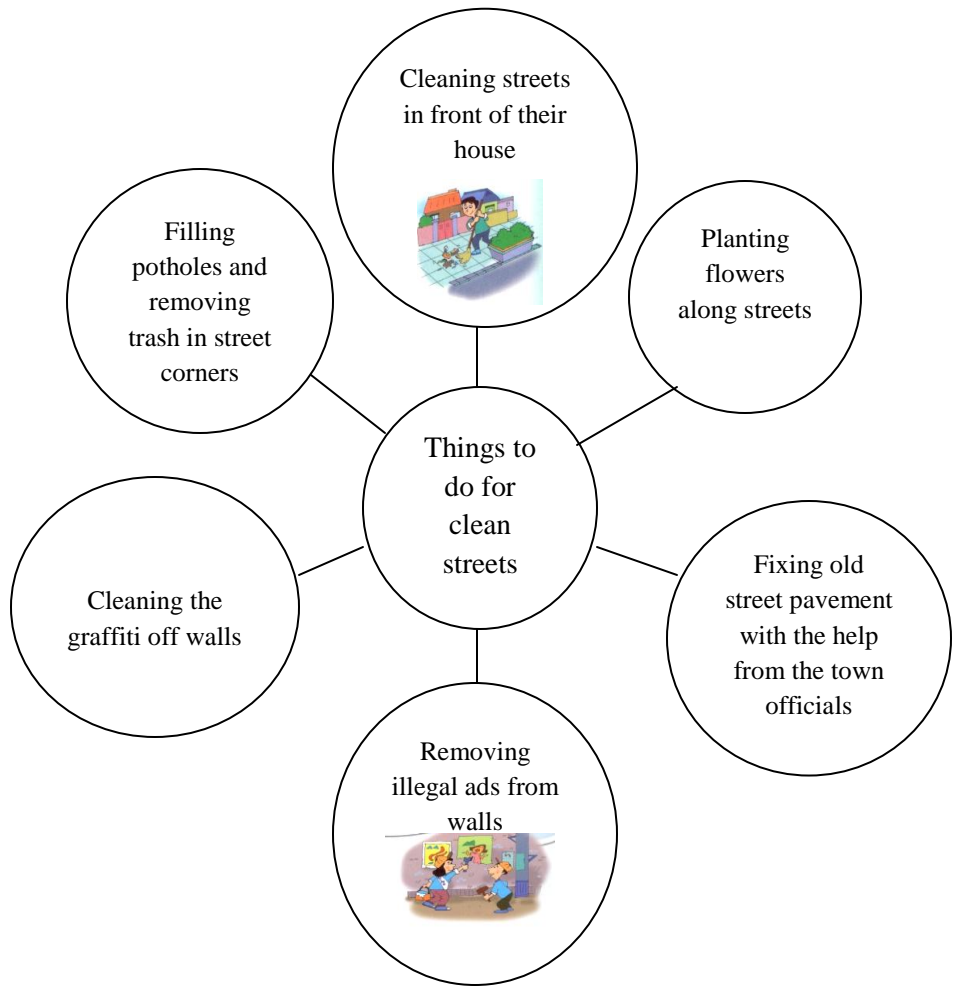 Cleaning streets
in front of their
house
Filling
potholes and
removing
trash in street
corners
Planting
flowers
along streets
Things to
do for
clean
streets
Cleaning the
graffiti off walls
Fixing old
street pavement
with the help
from the town
officials
Removing
illegal ads from
walls